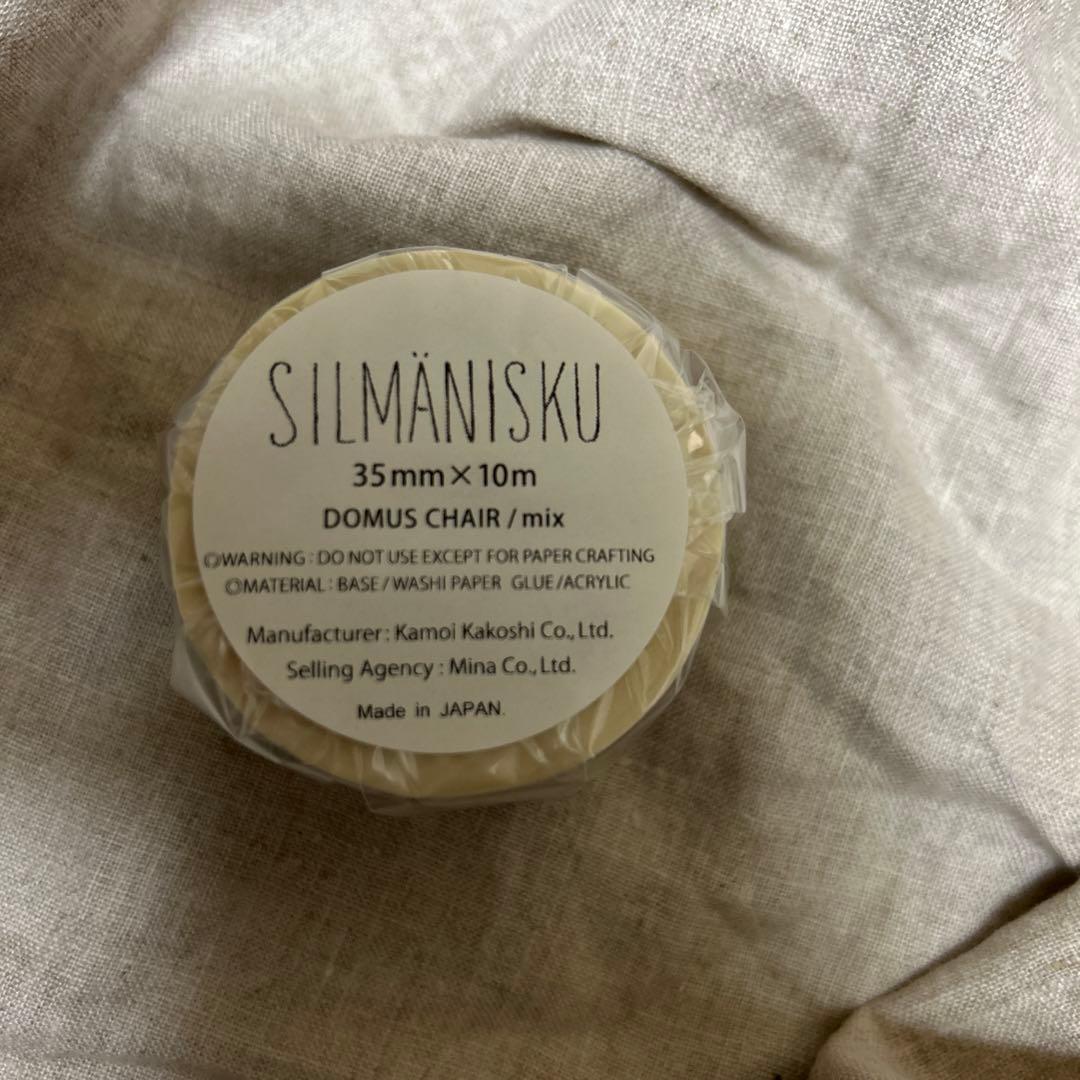 SILMÄNISKU
35mm×10m
DOMUS CHAIR / mix
◎WARNING : DO NOT USE EXCEPT FOR PAPER CRAFTING
◎MATERIAL : BASE / WASHI PAPER GLUE / ACRYLIC
Manufacturer : Kamoi Kakoshi Co., Ltd.
Selling Agency : Mina Co., Ltd.
Made in JAPAN.